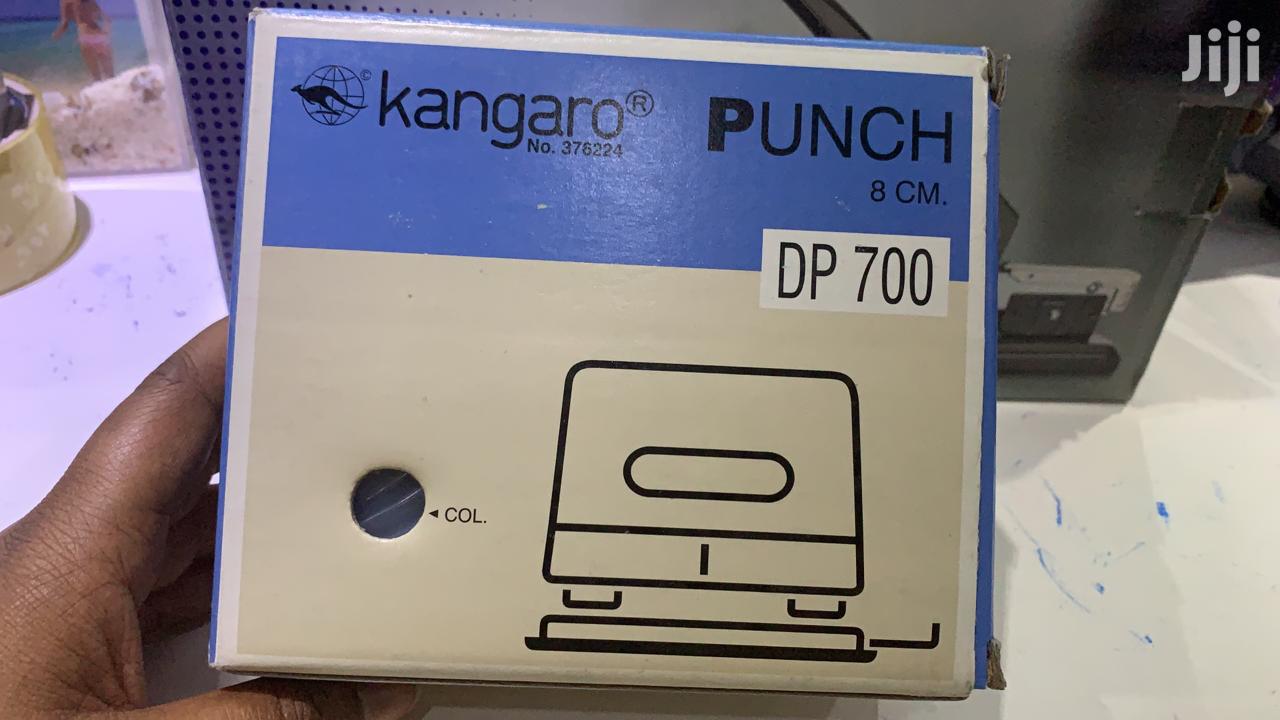 Jiji
©kangaro®
No. 376224
PUNCH
8 CM.
DP 700
◄ COL.